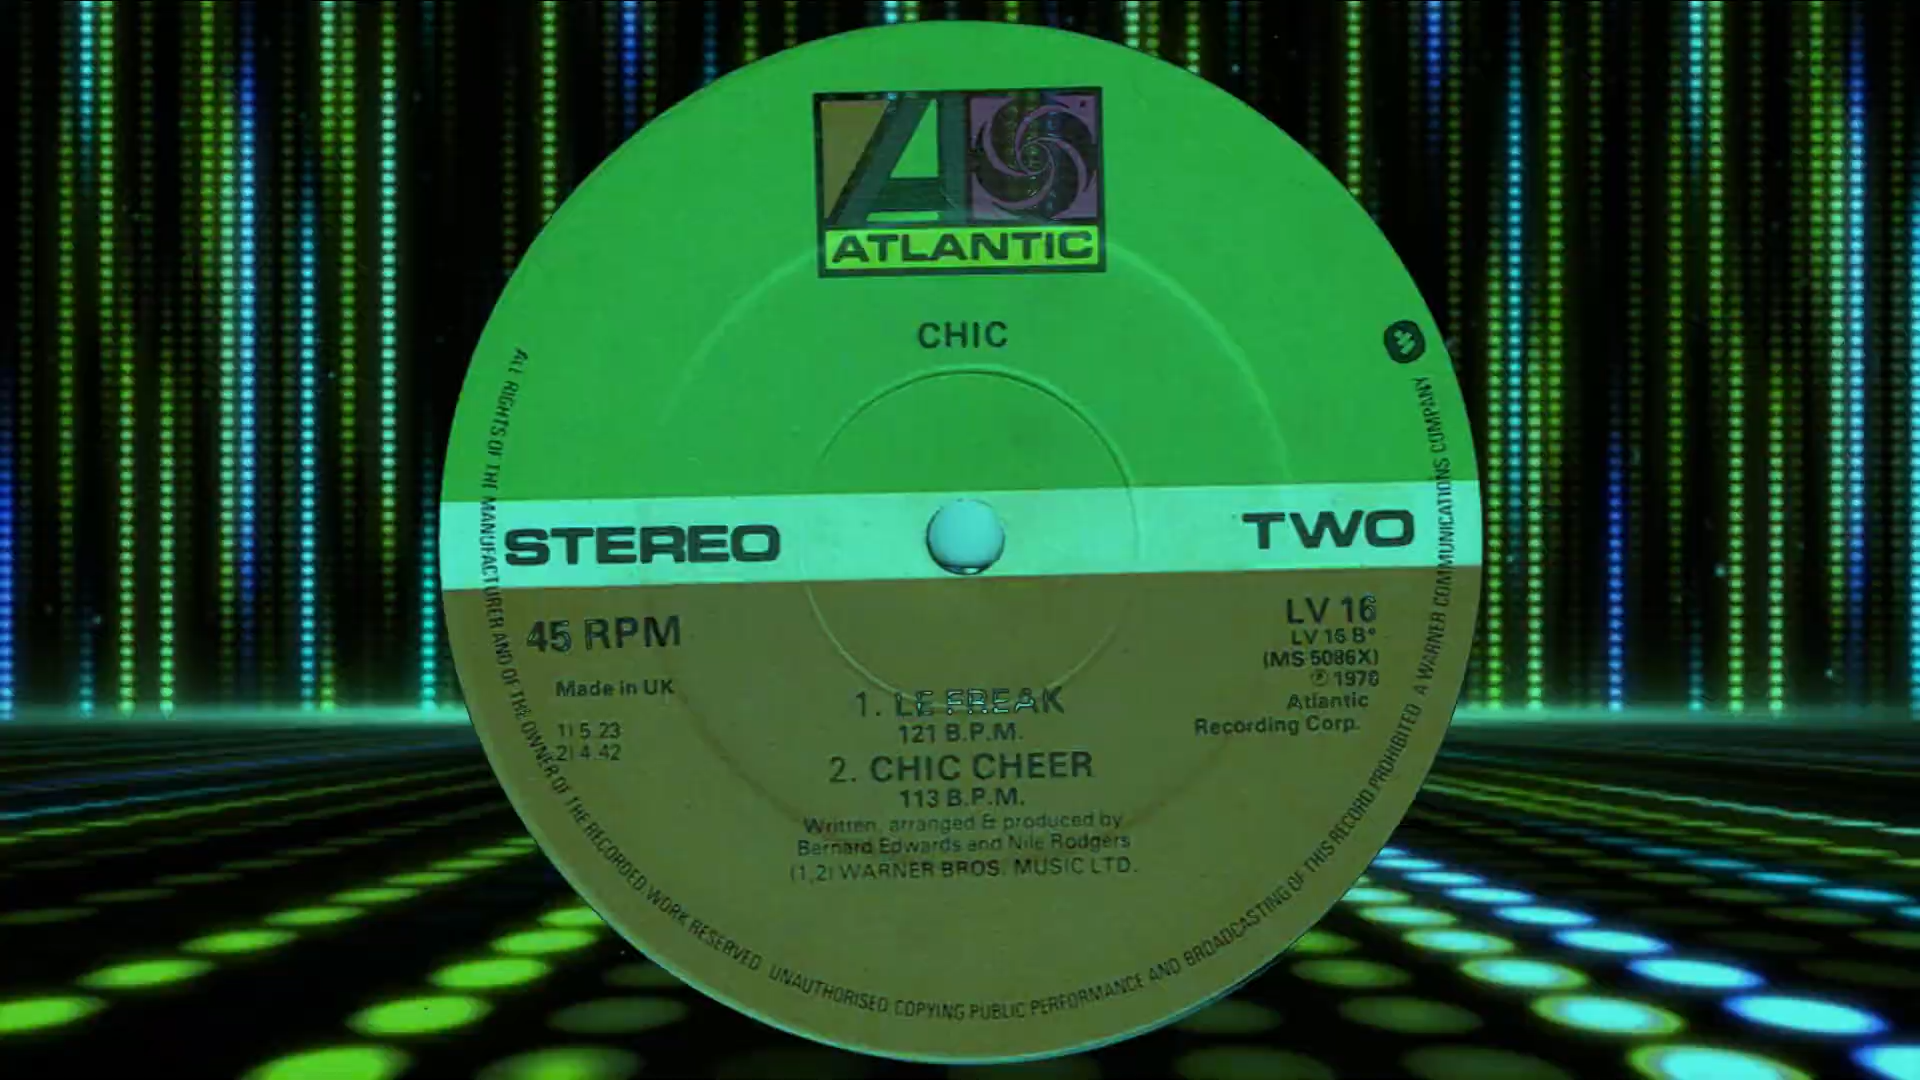 ATLANTIC
CHIC
STEREO
TWO
45 RPM
Made in UK
1) 5.23
2) 4.42
LV 16
LV 16 B°
(MS 5086X)
℗ 1978
Atlantic
Recording Corp.
1. LE FREAK
121 B.P.M.
2. CHIC CHEER
113 B.P.M.
Written, arranged & produced by
Bernard Edwards and Nile Rodgers
(1,2) WARNER BROS. MUSIC LTD.
ALL RIGHTS OF THE MANUFACTURER AND OF THE OWNER OF THE RECORDED WORK RESERVED. UNAUTHORISED COPYING PUBLIC PERFORMANCE AND BROADCASTING OF THIS RECORD PROHIBITED. A WARNER COMMUNICATIONS COMPANY